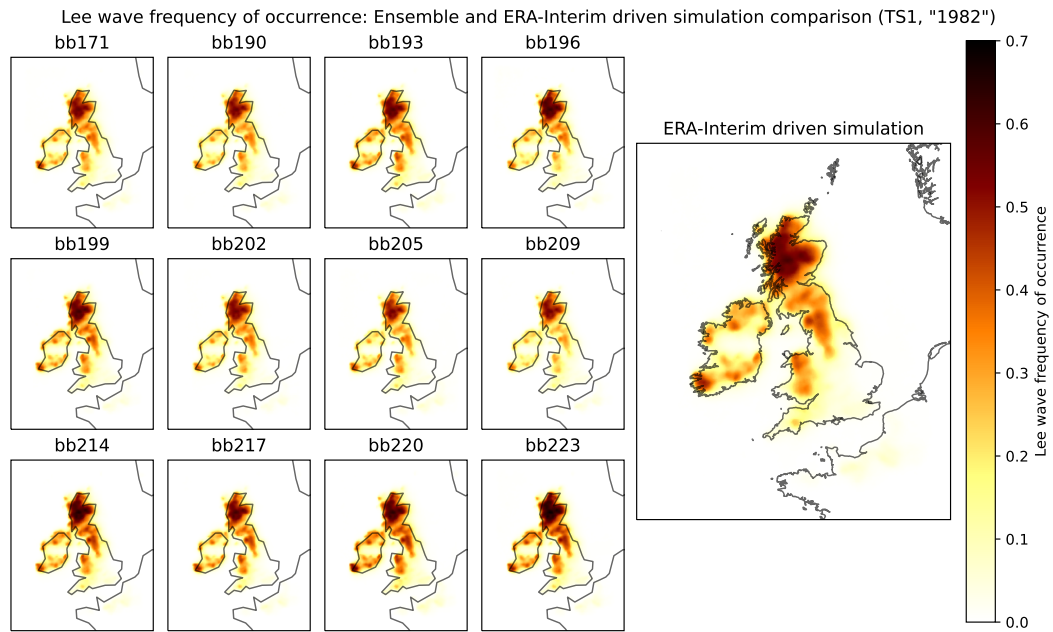 Lee wave frequency of occurrence: Ensemble and ERA-Interim driven simulation comparison (TS1, "1982")
bb171 bb190 bb193 bb196
ERA-Interim driven simulation
bb199 bb202 bb205 bb209
bb214 bb217 bb220 bb223
0.7
0.6
0.5
0.4
0.3
0.2
0.1
0.0
Lee wave frequency of occurrence